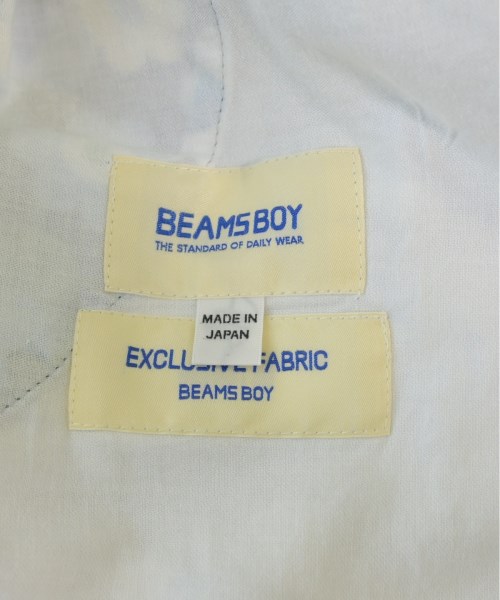 BEAMS BOY
THE STANDARD OF DAILY WEAR.
MADE IN
JAPAN
EXCLUSIVE FABRIC
BEAMS BOY